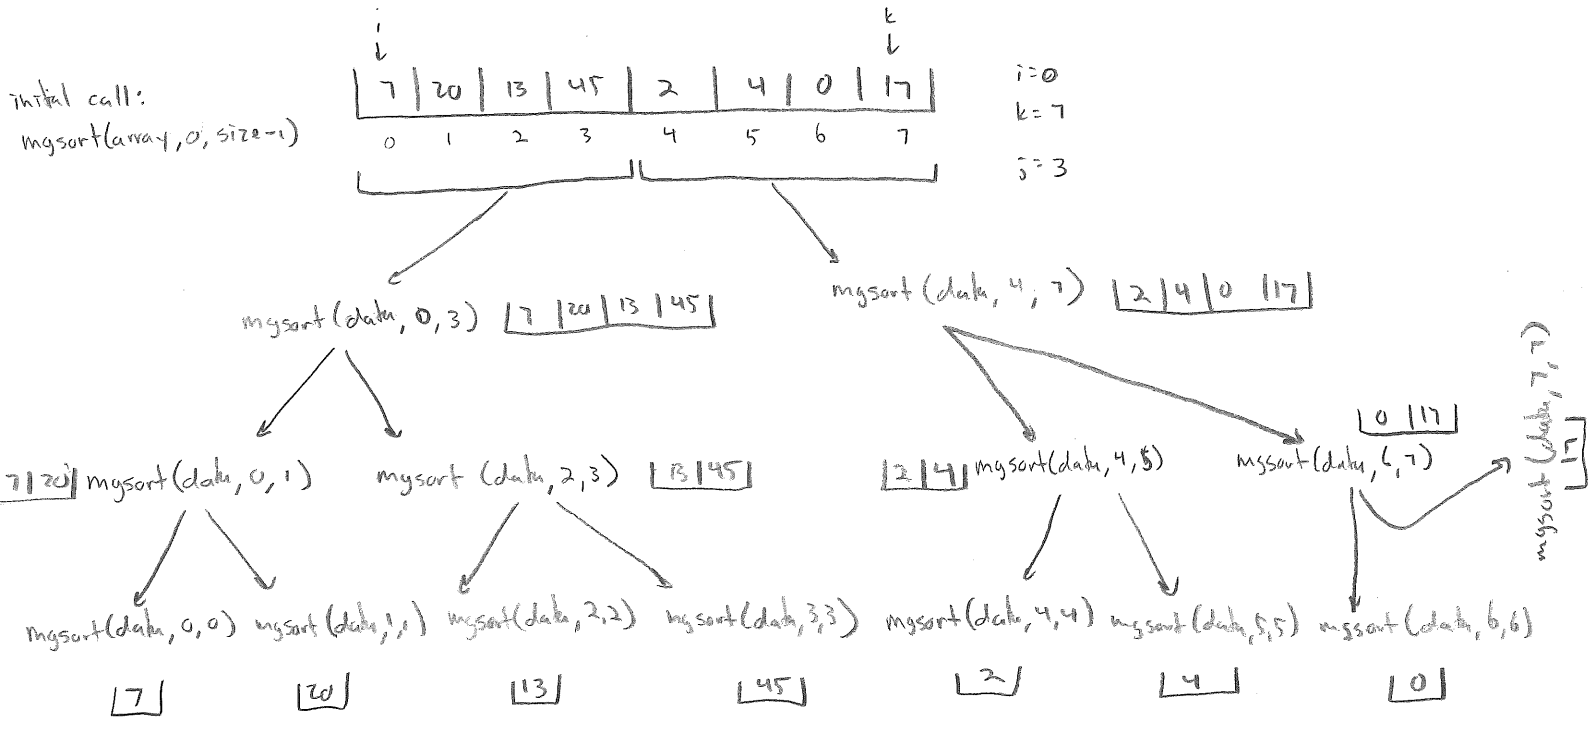 i k
7 20 13 45 2 4 0 17 i=0
inital call: k=7
mgsort(array, 0, size-1) 0 1 2 3 4 5 6 7
j=3
mgsort(data, 4, 7) 2 4 0 17
mgsort(data, 0, 3) 7 20 13 45
0 17
7 20 mgsort(data, 0, 1) mgsort(data, 2, 3) 13 45 2 4 mgsort(data, 4, 5) mgsort(data, 6, 7)
mgsort(data, 7, 7)
17
mgsort(data, 0, 0) mgsort(data, 1, 1) mgsort(data, 2, 2) mgsort(data, 3, 3) mgsort(data, 4, 4) mgsort(data, 5, 5) mgsort(data, 6, 6)
7 20 13 45 2 4 0